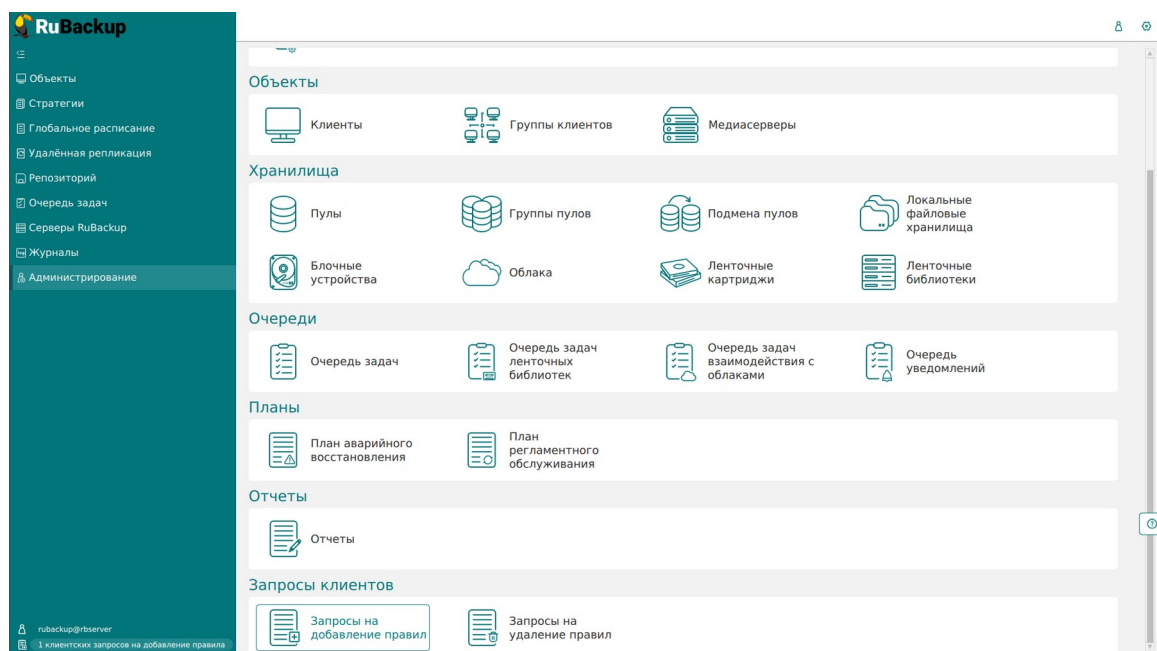 RuBackup
Объекты
Стратегии
Глобальное расписание
Удалённая репликация
Репозиторий
Очередь задач
Серверы RuBackup
Журналы
Администрирование
rubackup@rbserver
1 клиентских запросов на добавление правила
Объекты
Клиенты
Группы клиентов
Медиасерверы
Хранилища
Пулы
Группы пулов
Подмена пулов
Локальные
файловые
хранилища
Блочные
устройства
Облака
Ленточные
картриджи
Ленточные
библиотеки
Очереди
Очередь задач
Очередь задач
ленточных
библиотек
Очередь задач
взаимодействия с
облаками
Очередь
уведомлений
Планы
План аварийного
восстановления
План
регламентного
обслуживания
Отчеты
Отчеты
Запросы клиентов
Запросы на
добавление правил
Запросы на
удаление правил